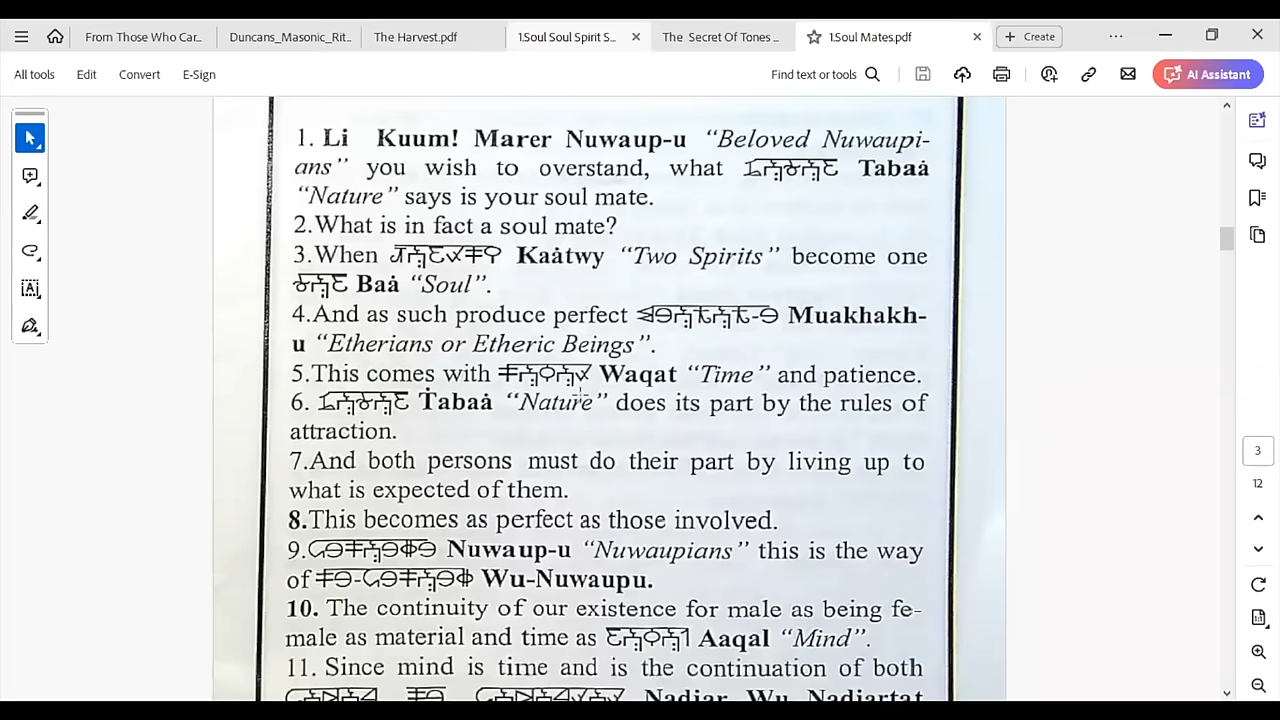 From Those Who Car...
Duncans_Masonic_Rit...
The Harvest.pdf
1.Soul Soul Spirit S...
The Secret Of Tones ...
1.Soul Mates.pdf
Create
All tools
Edit
Convert
E-Sign
Find text or tools
AI Assistant
1. Li Kuum! Marer Nuwaup-u “Beloved Nuwaupi-
ans” you wish to overstand, what Tabaȧ
“Nature” says is your soul mate.
2.What is in fact a soul mate?
3.When Kaȧtwy “Two Spirits” become one
Baȧ “Soul”.
4.And as such produce perfect Muakhakh-
u “Etherians or Etheric Beings”.
5.This comes with Waqat “Time” and patience.
6. Ṫabaȧ “Nature” does its part by the rules of
attraction.
7.And both persons must do their part by living up to
what is expected of them.
8.This becomes as perfect as those involved.
9. Nuwaup-u “Nuwaupians” this is the way
of Wu-Nuwaupu.
10. The continuity of our existence for male as being fe-
male as material and time as Aaqal “Mind”.
11. Since mind is time and is the continuation of both
Nadjar Wu Nadjartat
3
12